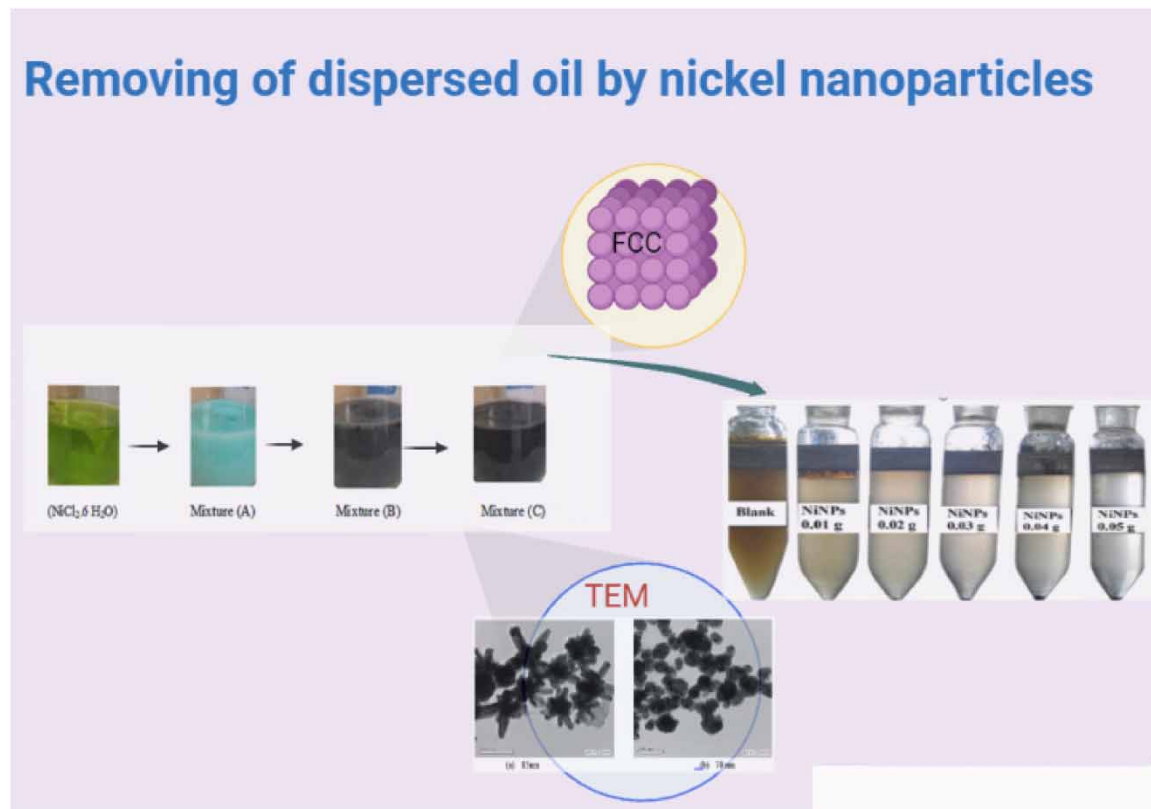 Removing of dispersed oil by nickel nanoparticles
FCC
(NiCl₂.6 H₂O)
Mixture (A)
Mixture (B)
Mixture (C)
Blank
NiNPs
0.01 g
NiNPs
0.02 g
NiNPs
0.03 g
NiNPs
0.04 g
NiNPs
0.05 g
TEM
(a)
(b)